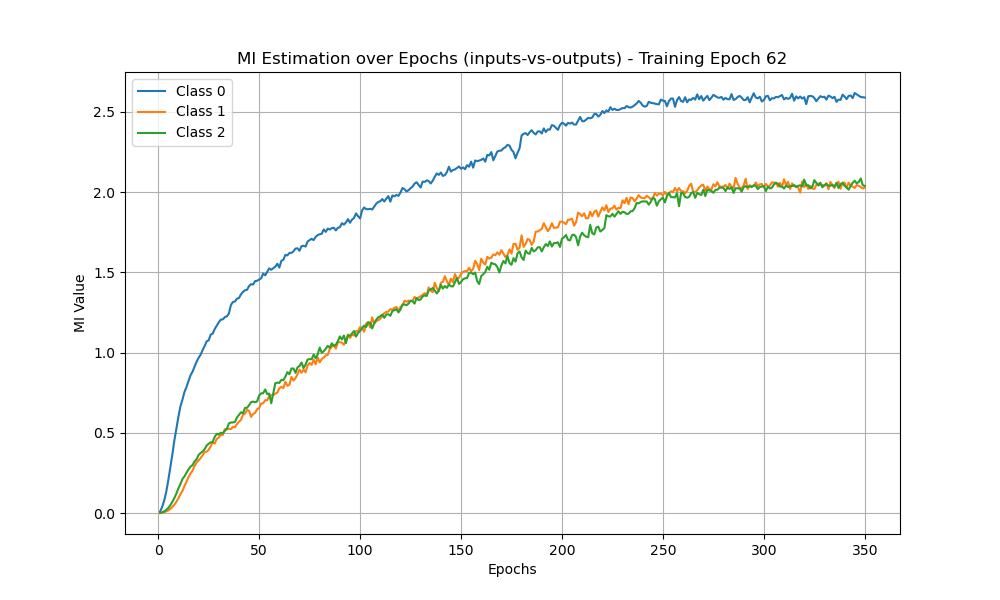 MI Estimation over Epochs (inputs-vs-outputs) - Training Epoch 62
Class 0
Class 1
Class 2
2.5
2.0
1.5
1.0
0.5
0.0
MI Value
0 50 100 150 200 250 300 350
Epochs